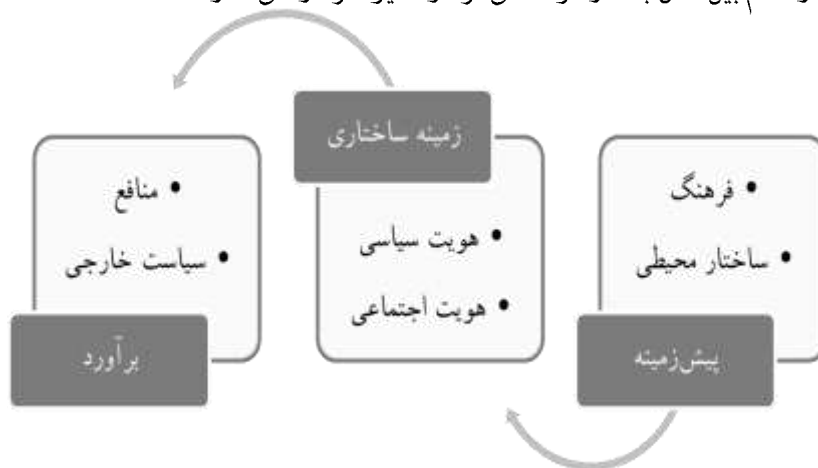 زمینه ساختاری
• فرهنگ
• ساختار محیطی
پیش‌زمینه
• هویت سیاسی
• هویت اجتماعی
• منافع
• سیاست خارجی
برآورد